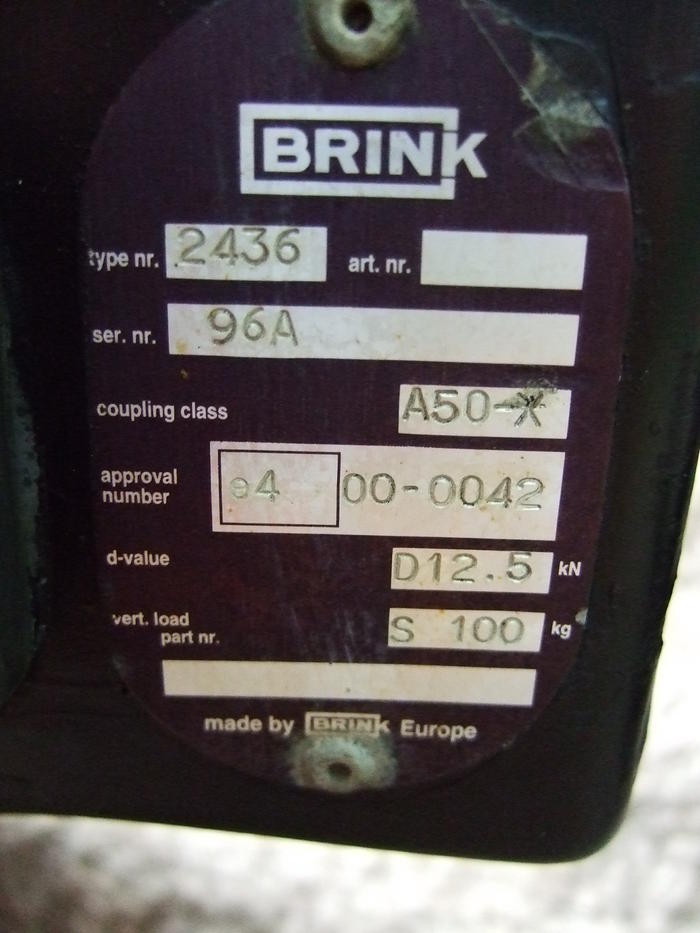 BRINK
type nr. 2436 art. nr.
ser. nr. 96A
coupling class A50-X
approval number e4 00-0042
d-value D12.5 kN
vert. load S 100 kg
part nr.
made by BRINK Europe